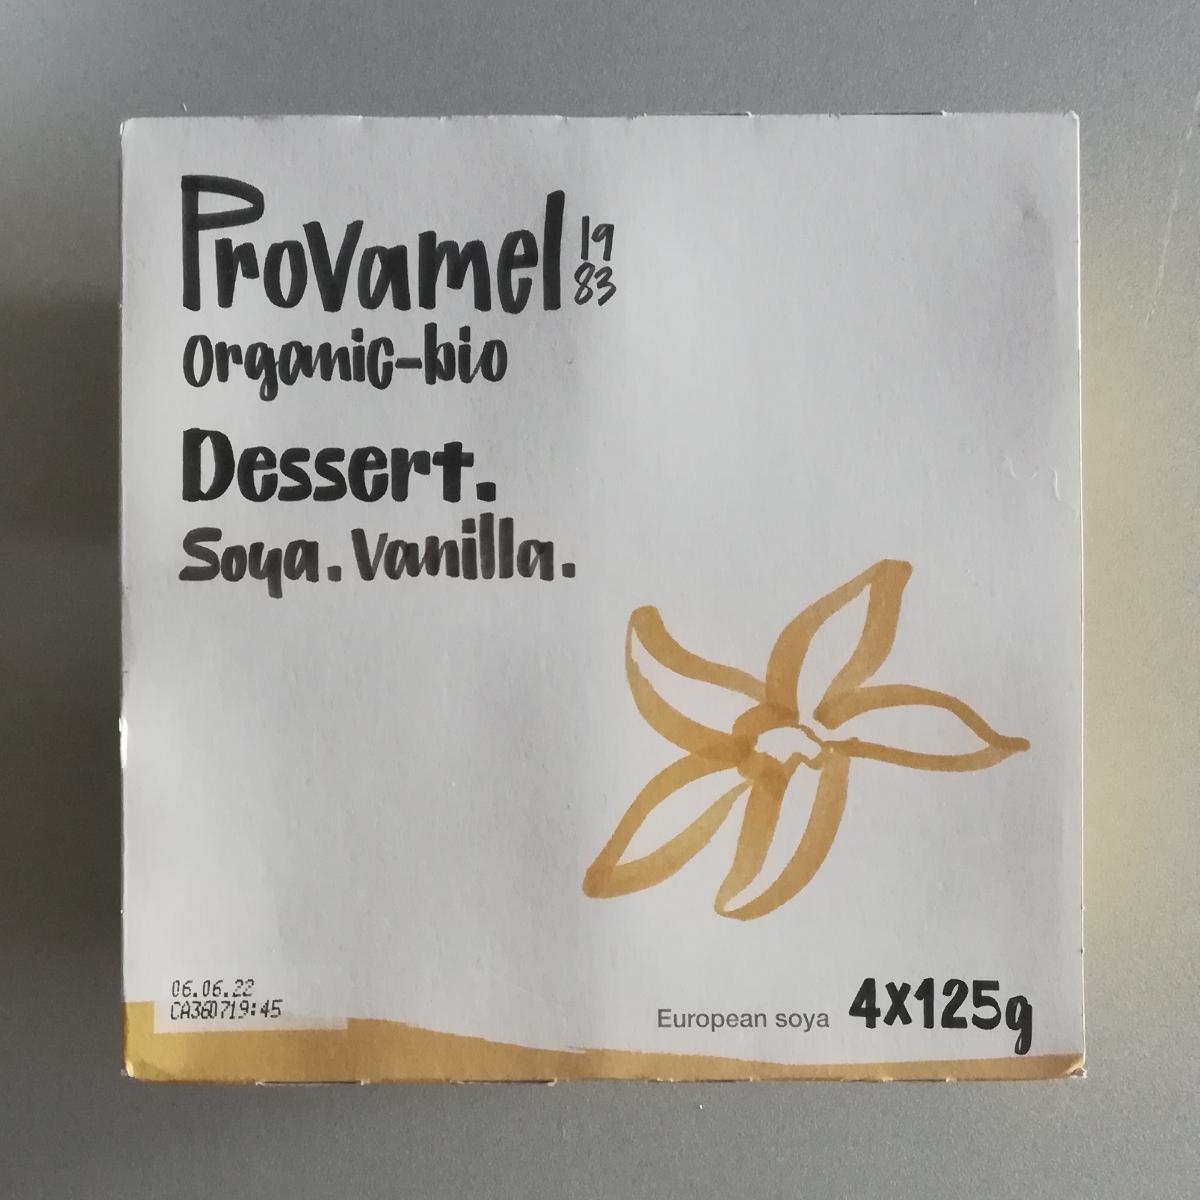 Provamel 19 83
organic-bio
Dessert.
Soya. Vanilla.
06.06.22
CA360719:45
European soya 4x125g